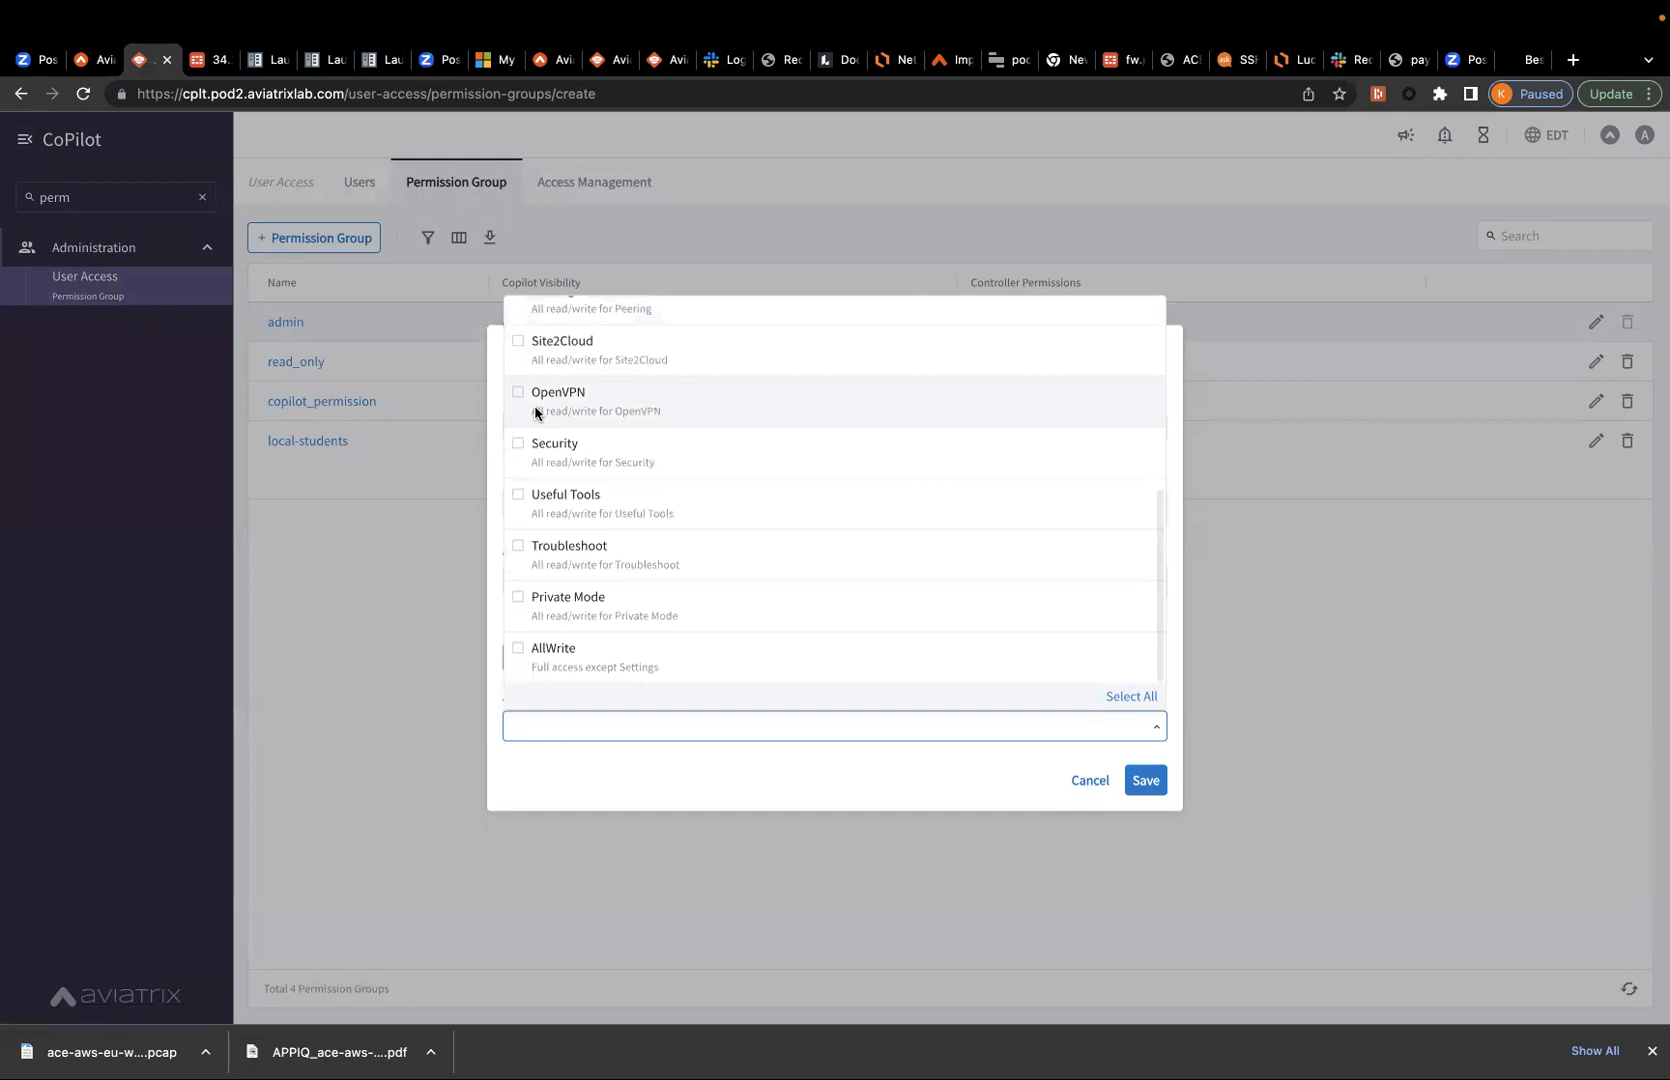 Pos
Avi
34.
Lau
Lau
Lau
Pos
My
Avi
Avi
Avi
Log
Rec
Doc
Net
Imp
poc
Nev
fw.
AC
SSI
Luc
Rec
pay
Pos
Bes
https://cplt.pod2.aviatrixlab.com/user-access/permission-groups/create
K Paused
Update
CoPilot
EDT
A
perm
User Access
Users
Permission Group
Access Management
Administration
User Access
Permission Group
+ Permission Group
Search
Name
Copilot Visibility
Controller Permissions
admin
read_only
copilot_permission
local-students
All read/write for Peering
Site2Cloud
All read/write for Site2Cloud
OpenVPN
All read/write for OpenVPN
Security
All read/write for Security
Useful Tools
All read/write for Useful Tools
Troubleshoot
All read/write for Troubleshoot
Private Mode
All read/write for Private Mode
AllWrite
Full access except Settings
Select All
Cancel
Save
Total 4 Permission Groups
aviatrix
ace-aws-eu-w....pcap
APPIQ_ace-aws-....pdf
Show All